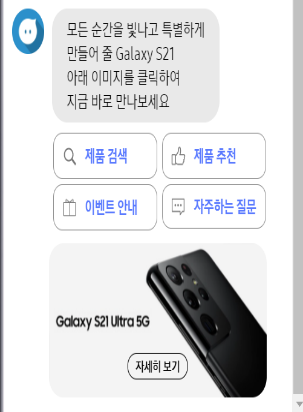 모든 순간을 빛나고 특별하게
만들어 줄 Galaxy S21
아래 이미지를 클릭하여
지금 바로 만나보세요
제품 검색
제품 추천
이벤트 안내
자주하는 질문
Galaxy S21 Ultra 5G
자세히 보기